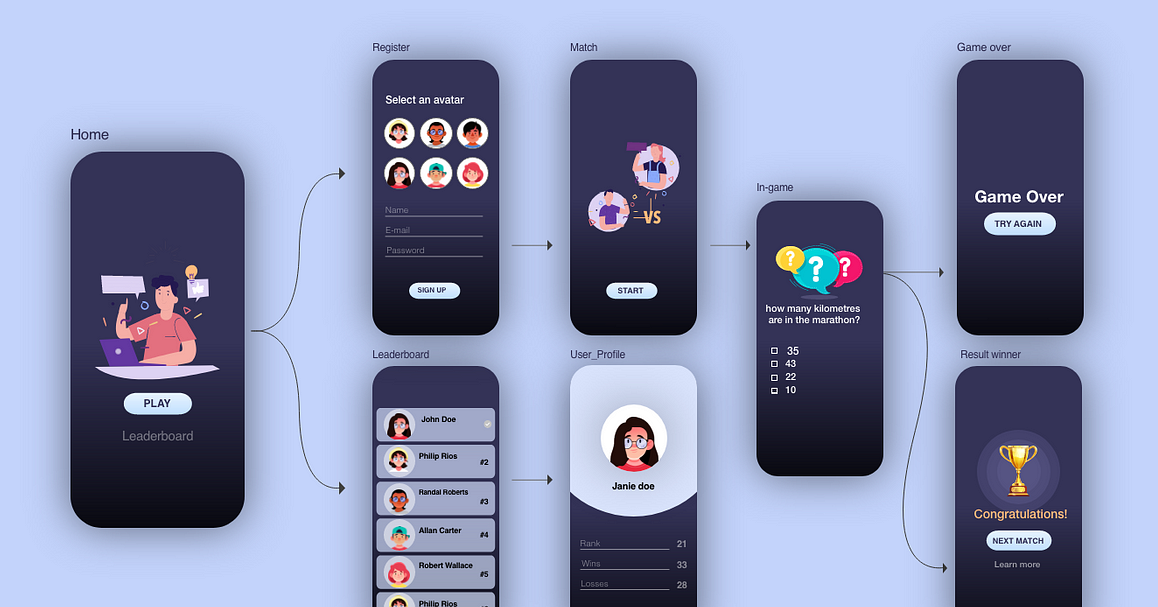 Home
PLAY
Leaderboard
Register
Select an avatar
Name
E-mail
Password
SIGN UP
Match
VS
START
Leaderboard
John Doe
Philip Rios
#2
Randal Roberts
#3
Allan Carter
#4
Robert Wallace
#5
Philip Rios
User_Profile
Janie doe
Rank 21
Wins 33
Losses 28
In-game
? ? ?
how many kilometres
are in the marathon?
35
43
22
10
Game over
Game Over
TRY AGAIN
Result winner
Congratulations!
NEXT MATCH
Learn more